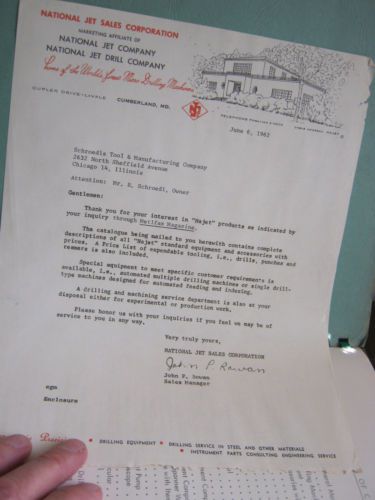 NATIONAL JET SALES CORPORATION
MARKETING AFFILIATE OF
NATIONAL JET COMPANY
NATIONAL JET DRILL COMPANY
Home of the World's finest Micro Drilling Machines
CUPLER DRIVE-LAVALE CUMBERLAND, MD.
June 6, 1962
Schroedls Tool & Manufacturing Company
2632 North Sheffield Avenue
Chicago 14, Illinois
Attention: Mr. R. Schroedl, Owner
Gentlemen:
Thank you for your interest in "Najet" products as indicated by
your inquiry through
The catalogue being mailed to you herewith contains complete
descriptions of all "Najet" standard equipment and accessories with
prices. A Price List of expendable tooling, i.e., drills, punches and
reamers is also included.
Special equipment to meet specific customer requirements is
available, i.e., automated multiple drilling machines or single drill-
type machines designed for automated feeding and indexing.
A drilling and machining service department is also at your
disposal either for experimental or production work.
Please honor us with your inquiries if you feel we may be of
service to you in any way.
Very truly yours,
NATIONAL JET SALES CORPORATION
John P. Rowan
John P. Rowan
Sales Manager
Enclosure
Precision • DRILLING EQUIPMENT • DRILLING SERVICE IN STEEL AND OTHER MATERIALS
• INSTRUMENT PARTS CONSULTING ENGINEERING SERVICE